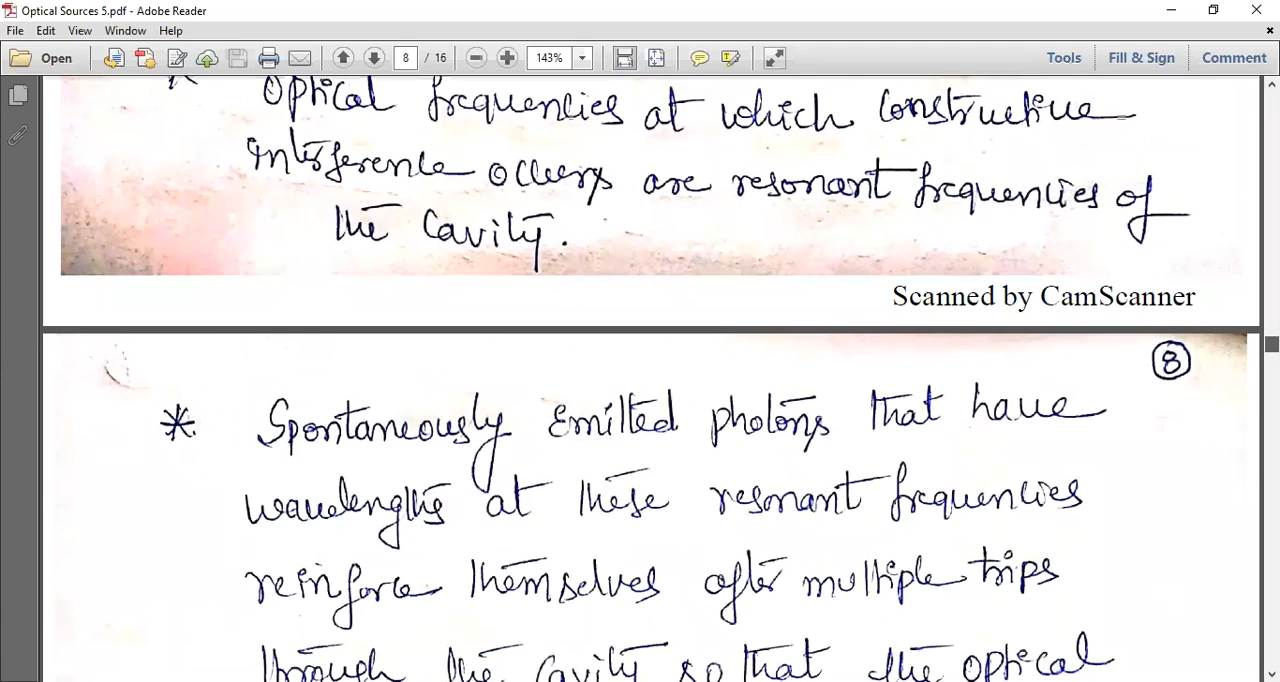 Optical Sources 5.pdf - Adobe Reader
File Edit View Window Help
Open 8 / 16 143% Tools Fill & Sign Comment
Optical frequencies at which constructive
interference occurs are resonant frequencies of
the cavity.
Scanned by CamScanner
8
* Spontaneously emitted photons that have
wavelengths at these resonant frequencies
reinforce themselves after multiple trips
through the cavity so that the optical